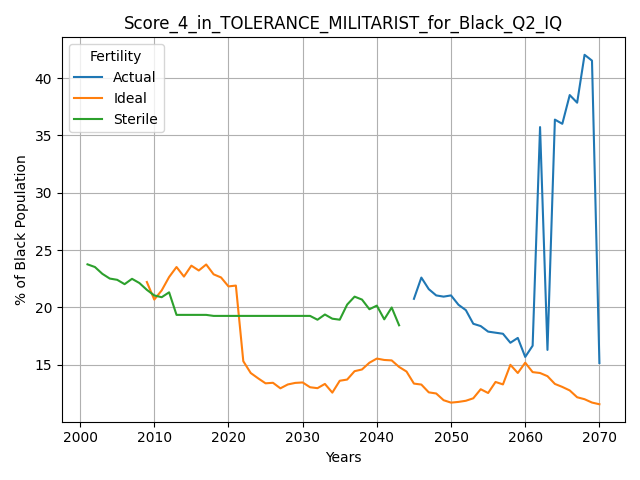 Score_4_in_TOLERANCE_MILITARIST_for_Black_Q2_IQ
Fertility
Actual
Ideal
Sterile
% of Black Population
40
35
30
25
20
15
2000 2010 2020 2030 2040 2050 2060 2070
Years